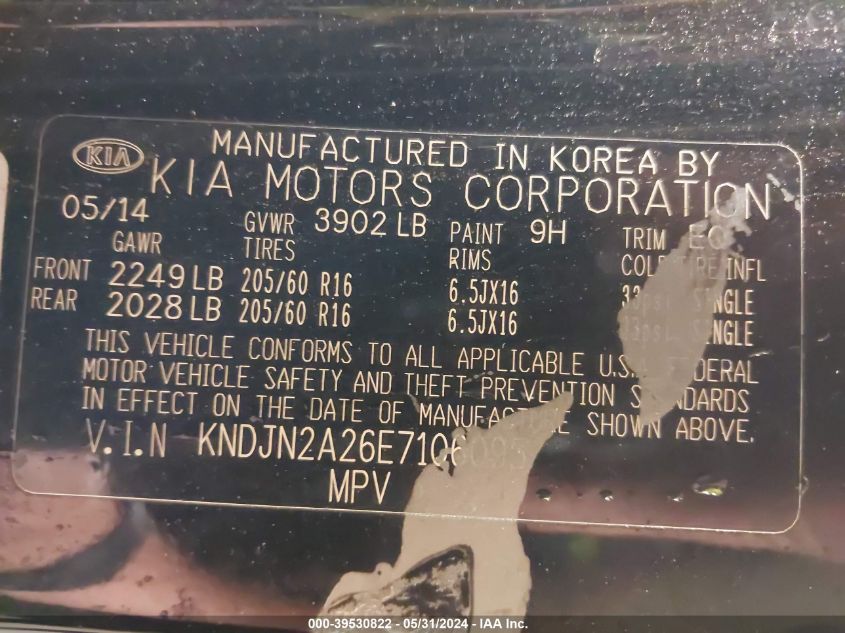 KIA
MANUFACTURED IN KOREA BY
KIA MOTORS CORPORATION
05/14 GVWR 3902 LB PAINT 9H TRIM
GAWR TIRES RIMS INFL
FRONT 2249 LB 205/60 R16 6.5JX16 SINGLE
REAR 2028 LB 205/60 R16 6.5JX16 SINGLE
THIS VEHICLE CONFORMS TO ALL APPLICABLE U.S. FEDERAL
MOTOR VEHICLE SAFETY AND THEFT PREVENTION STANDARDS
IN EFFECT ON THE DATE OF MANUFACTURE SHOWN ABOVE.
V.I.N
MPV
000-39530822 - 05/31/2024 - IAA Inc.